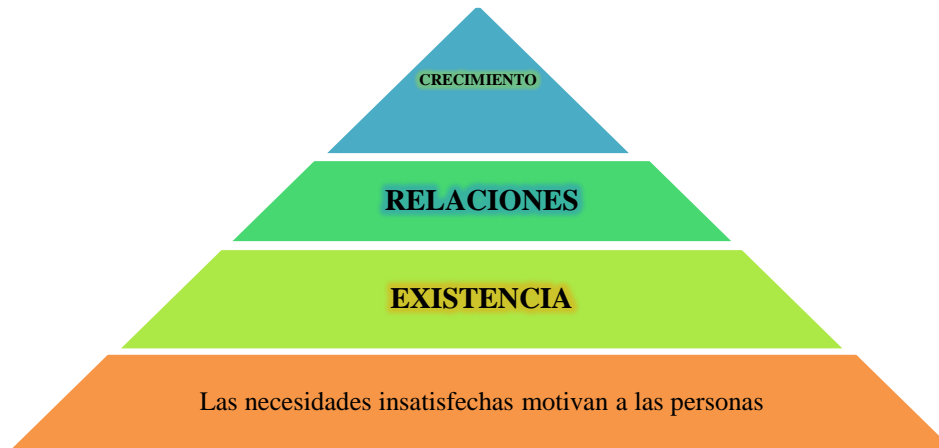 CRECIMIENTO
RELACIONES
EXISTENCIA
Las necesidades insatisfechas motivan a las personas